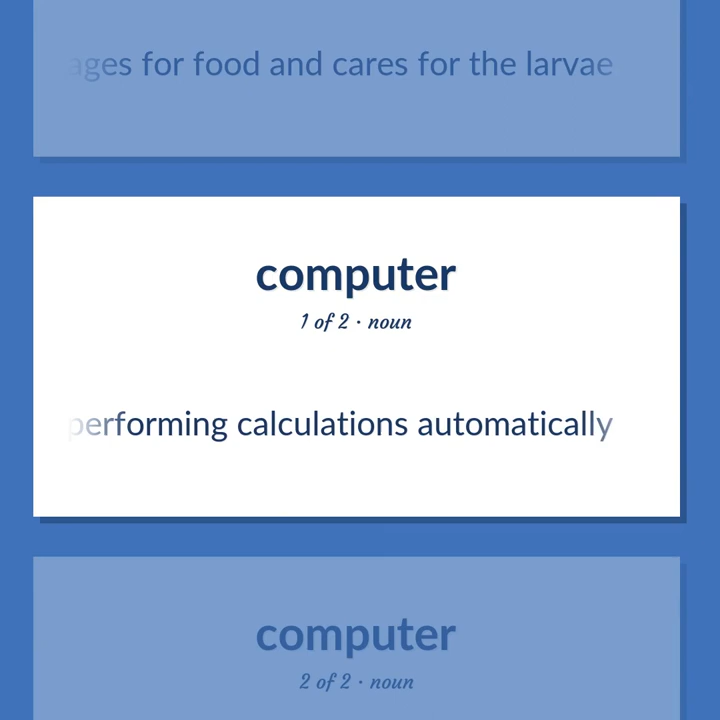 ages for food and cares for the larvae
computer
1 of 2 · noun
performing calculations automatically
computer
2 of 2 · noun